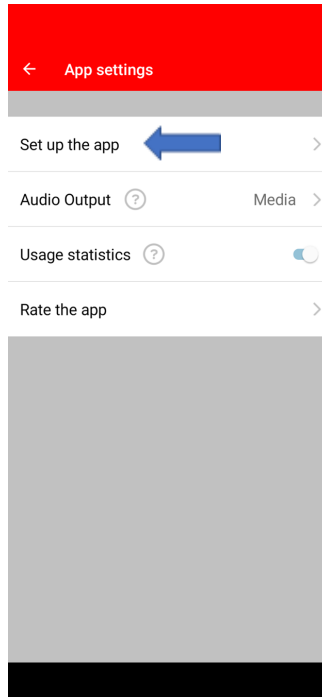 App settings
Set up the app
Audio Output ? Media
Usage statistics ?
Rate the app